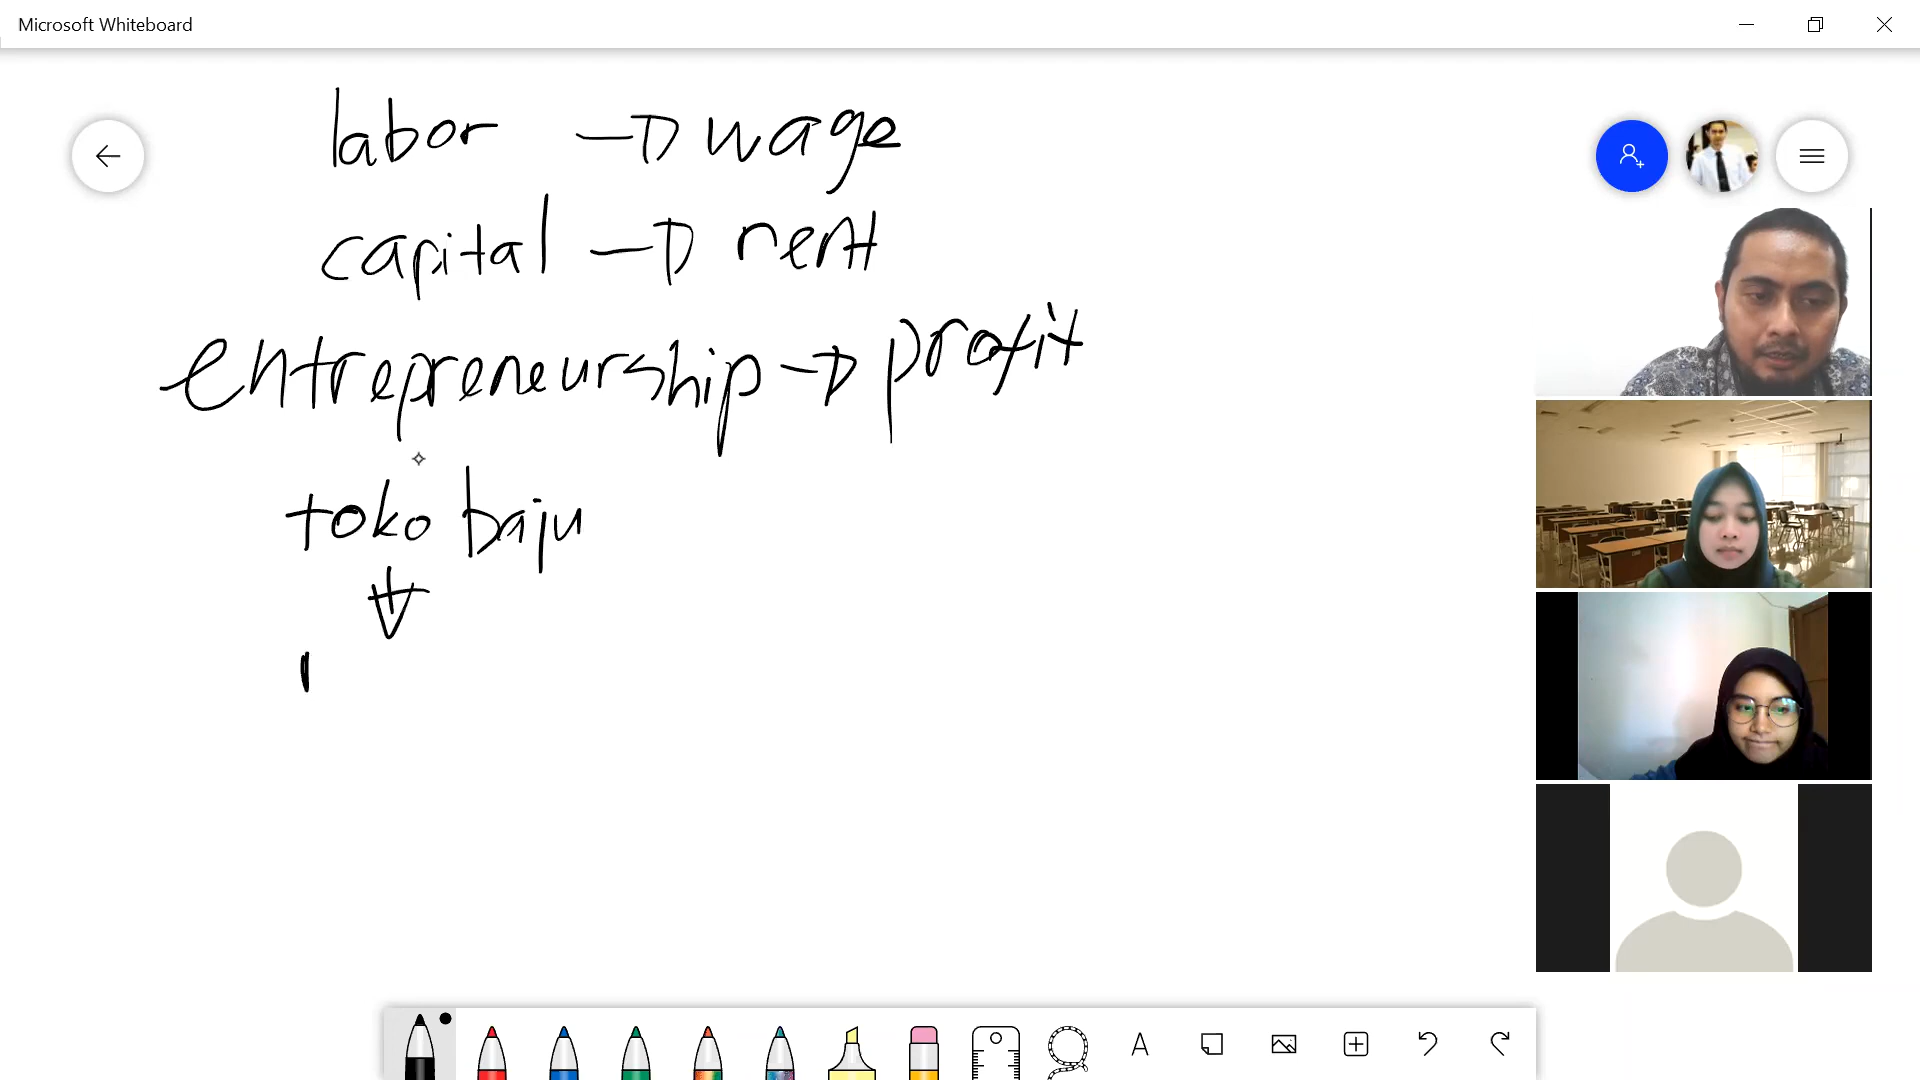 Microsoft Whiteboard
labor → wage
capital → rent
entrepreneurship → profit
toko baju
↓